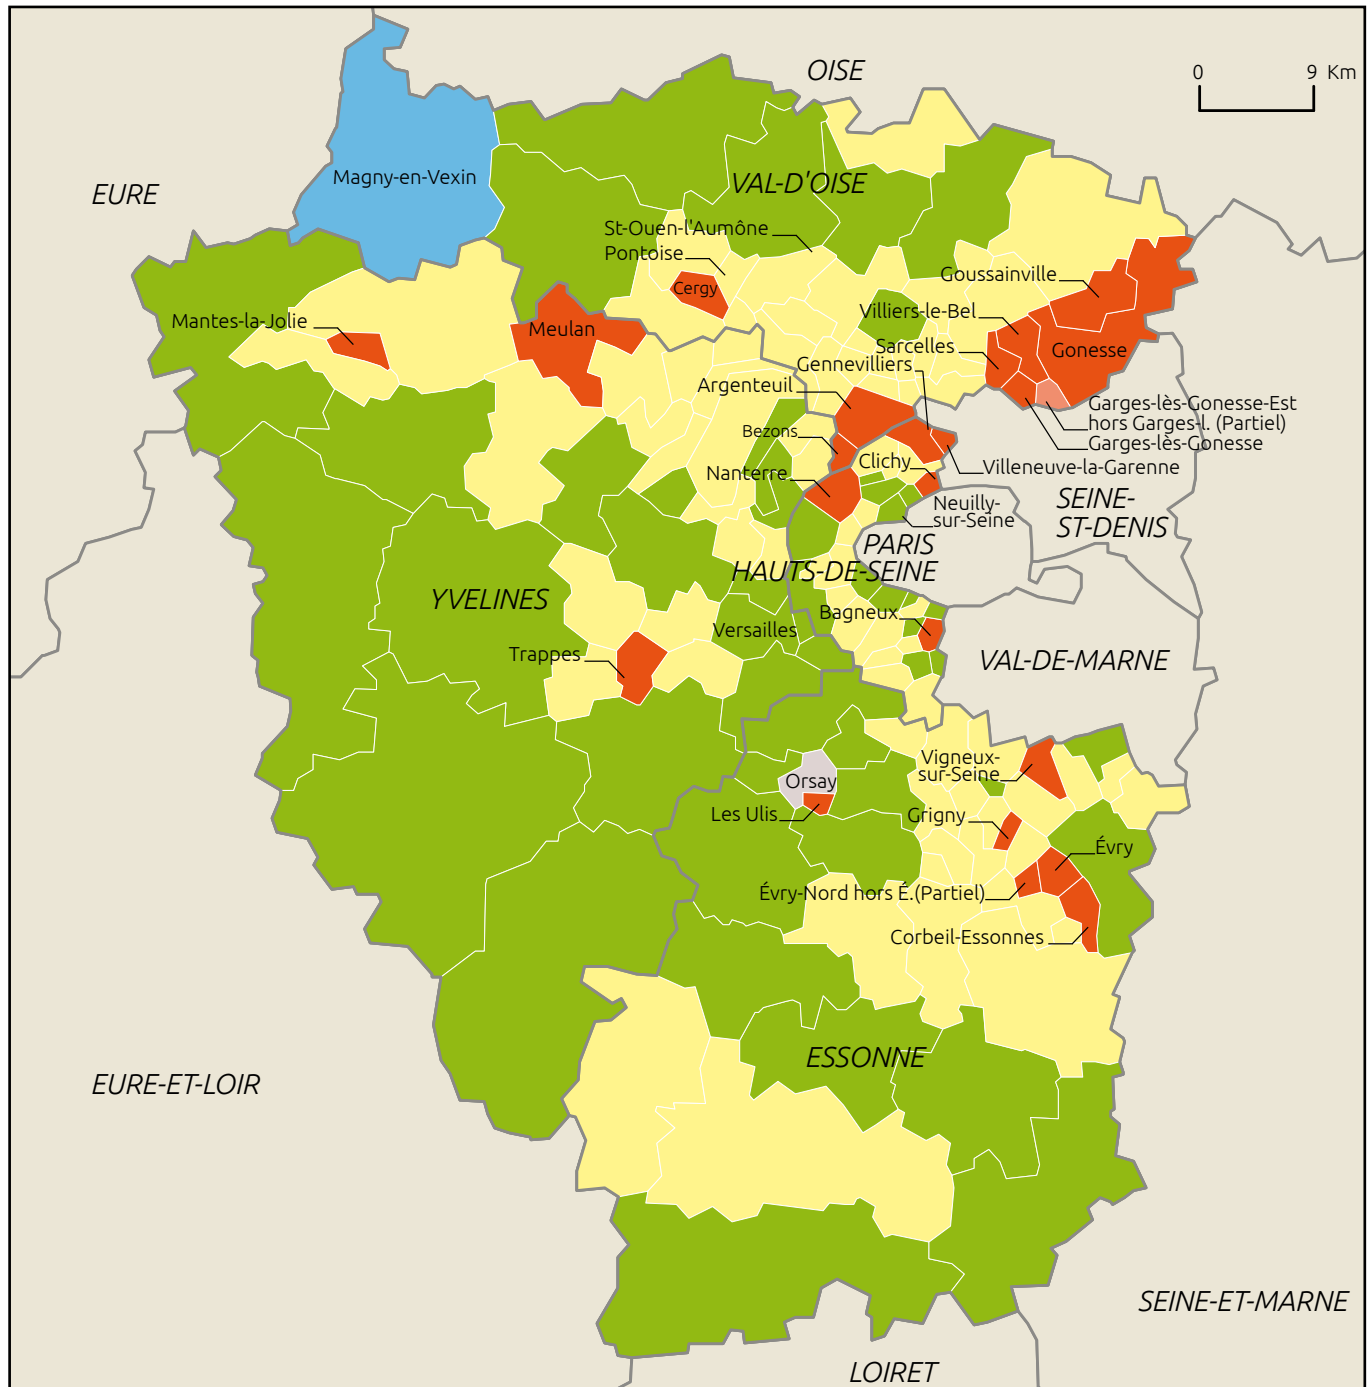 OISE
0 9 Km
Magny-en-Vexin
EURE
VAL-D'OISE
St-Ouen-l'Aumône
Pontoise
Goussainville
Cergy
Villiers-le-Bel
Mantes-la-Jolie
Meulan
Sarcelles
Gonesse
Gennevilliers
Argenteuil
Garges-lès-Gonesse-Est
hors Garges-l. (Partiel)
Bezons
Garges-lès-Gonesse
Clichy
Villeneuve-la-Garenne
Nanterre
Neuilly-
sur-Seine
SEINE-
ST-DENIS
PARIS
HAUTS-DE-SEINE
YVELINES
Bagneux
Versailles
Trappes
VAL-DE-MARNE
Vigneux-
sur-Seine
Orsay
Les Ulis
Grigny
Évry
Évry-Nord hors É.(Partiel)
Corbeil-Essonnes
ESSONNE
EURE-ET-LOIR
SEINE-ET-MARNE
LOIRET